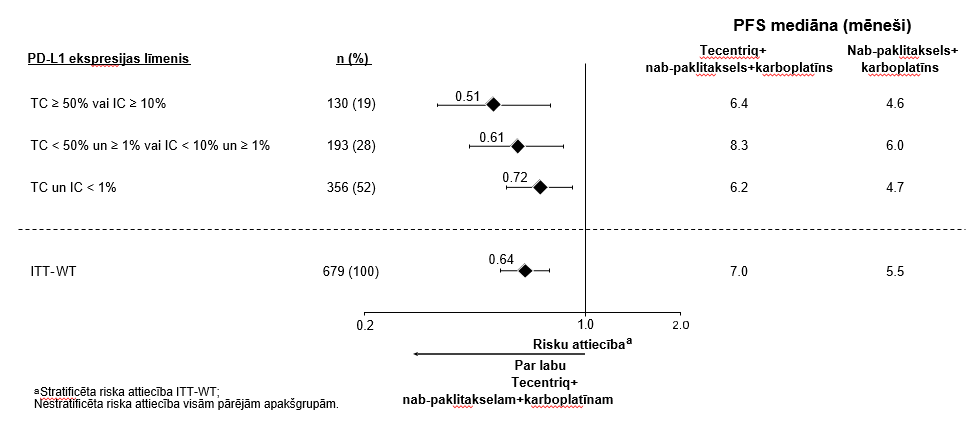 PFS mediāna (mēneši)
PD-L1 ekspresijas līmenis n (%) Tecentriq+ nab-paklitaksels+karboplatīns Nab-paklitaksels+ karboplatīns
TC ≥ 50% vai IC ≥ 10% 130 (19) 0.51 6.4 4.6
TC < 50% un ≥ 1% vai IC < 10% un ≥ 1% 193 (28) 0.61 8.3 6.0
TC un IC < 1% 356 (52) 0.72 6.2 4.7
ITT-WT 679 (100) 0.64 7.0 5.5
0.2 1.0 2.0
Risku attiecībaª
Par labu
Tecentriq+
nab-paklitakselam+karboplatīnam
ªStratificēta riska attiecība ITT-WT;
Nestratificēta riska attiecība visām pārējām apakšgrupām.